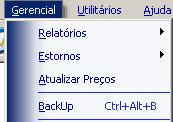 Gerencial Utilitários Ajuda
Relatórios
Estornos
Atualizar Preços
BackUp Ctrl+Alt+B